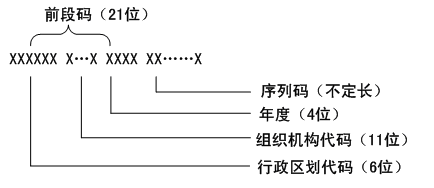 前段码（21位）
XXXXXX X…X XXXX XX……X
序列码（不定长）
年度（4位）
组织机构代码（11位）
行政区划代码（6位）